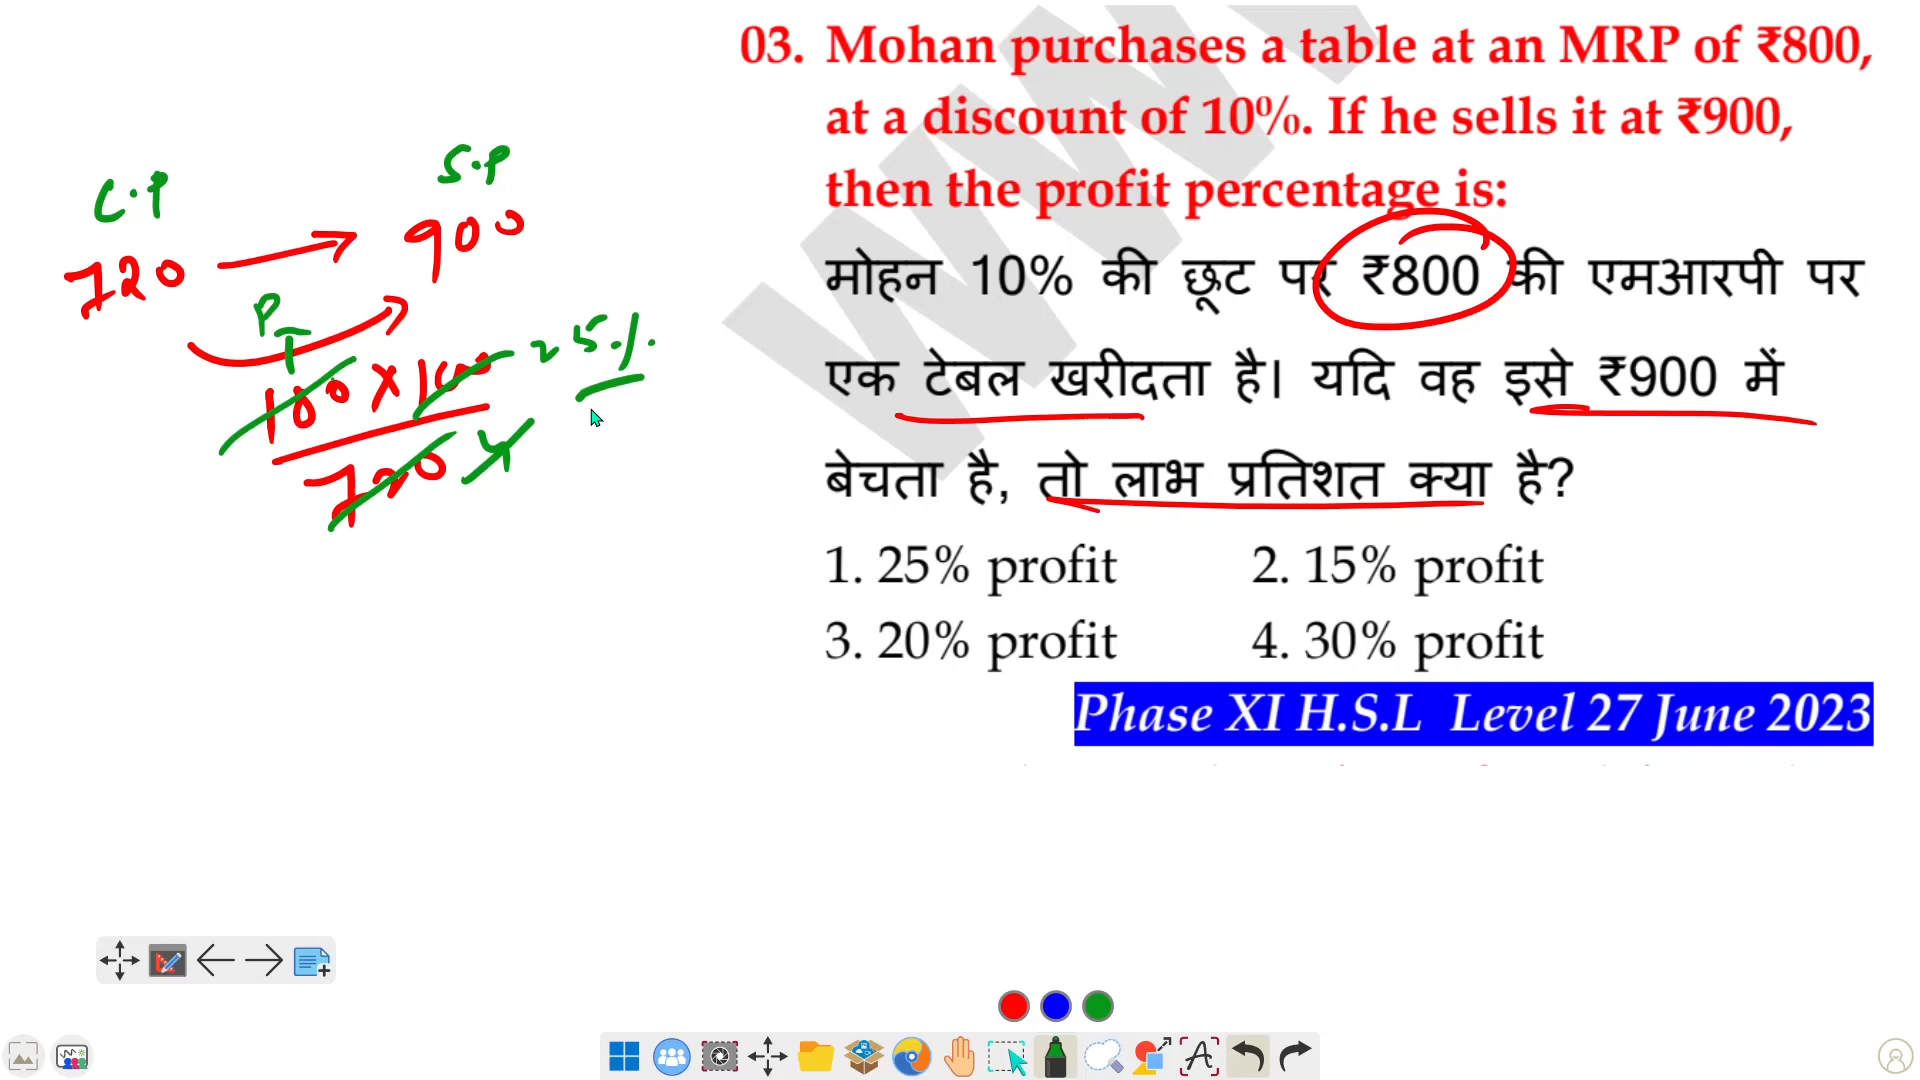 03. Mohan purchases a table at an MRP of ₹800,
at a discount of 10%. If he sells it at ₹900,
then the profit percentage is:
मोहन 10% की छूट पर ₹800 की एमआरपी पर
एक टेबल खरीदता है। यदि वह इसे ₹900 में
बेचता है, तो लाभ प्रतिशत क्या है?
1. 25% profit 2. 15% profit
3. 20% profit 4. 30% profit
Phase XI H.S.L Level 27 June 2023
C.P S.P
720 → 900
P
180 × 100 25%
720 4